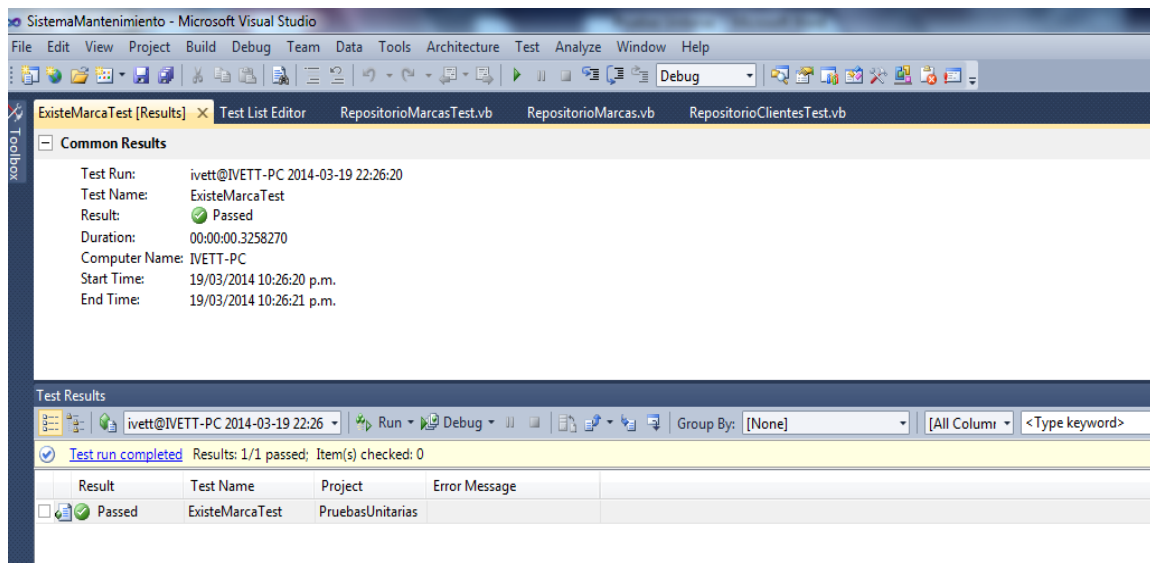 SistemaMantenimiento - Microsoft Visual Studio
File Edit View Project Build Debug Team Data Tools Architecture Test Analyze Window Help
Debug
ExisteMarcaTest [Results] Test List Editor RepositorioMarcasTest.vb RepositorioMarcas.vb RepositorioClientesTest.vb
Toolbox
Common Results
Test Run: ivett@IVETT-PC 2014-03-19 22:26:20
Test Name: ExisteMarcaTest
Result: Passed
Duration: 00:00:00.3258270
Computer Name: IVETT-PC
Start Time: 19/03/2014 10:26:20 p.m.
End Time: 19/03/2014 10:26:21 p.m.
Test Results
ivett@IVETT-PC 2014-03-19 22:26 Run Debug Group By: [None] [All Colum <Type keyword>
Test run completed Results: 1/1 passed; Item(s) checked: 0
Result Test Name Project Error Message
Passed ExisteMarcaTest PruebasUnitarias